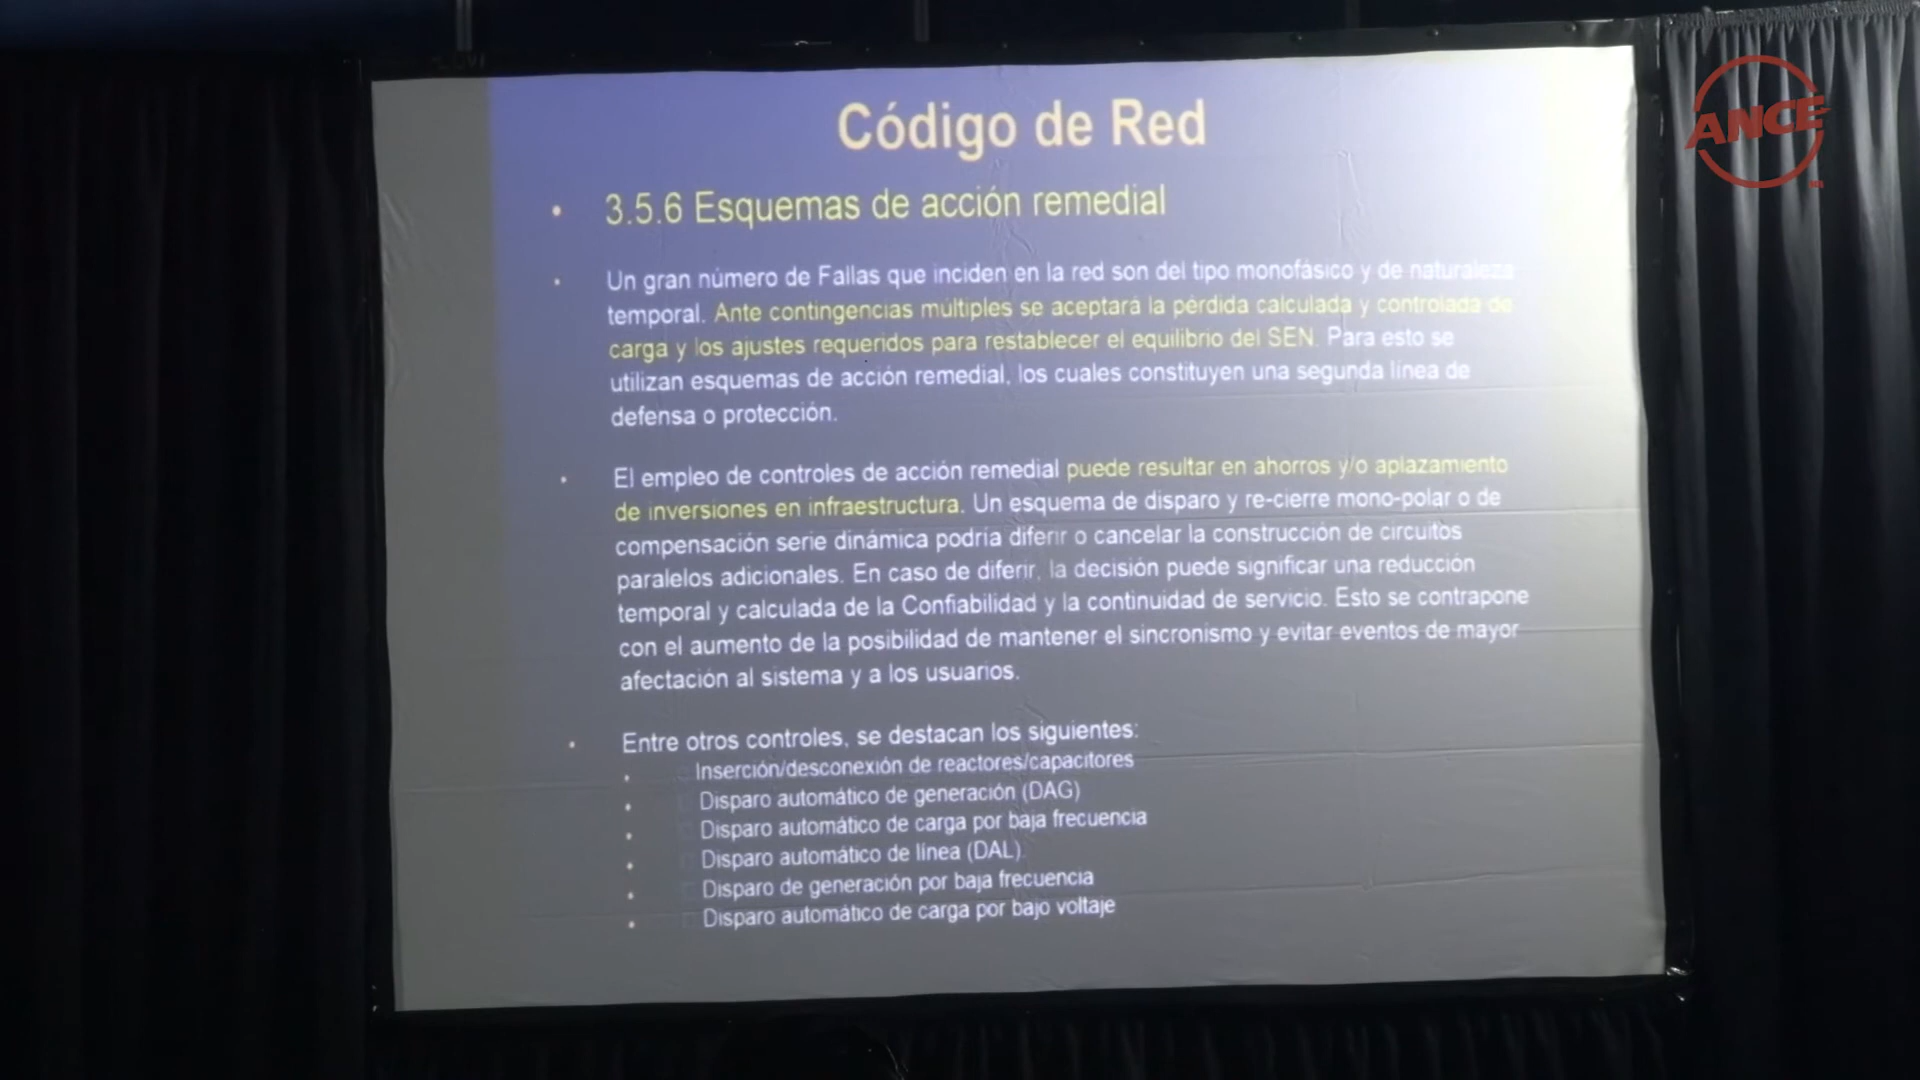 ANCE
Código de Red
• 3.5.6 Esquemas de acción remedial
• Un gran número de Fallas que inciden en la red son del tipo monofásico y de naturaleza
temporal. Ante contingencias múltiples se aceptará la pérdida calculada y controlada de
carga y los ajustes requeridos para restablecer el equilibrio del SEN. Para esto se
utilizan esquemas de acción remedial, los cuales constituyen una segunda línea de
defensa o protección.
• El empleo de controles de acción remedial puede resultar en ahorros y/o aplazamiento
de inversiones en infraestructura. Un esquema de disparo y re-cierre mono-polar o de
compensación serie dinámica podría diferir o cancelar la construcción de circuitos
paralelos adicionales. En caso de diferir, la decisión puede significar una reducción
temporal y calculada de la Confiabilidad y la continuidad de servicio. Esto se contrapone
con el aumento de la posibilidad de mantener el sincronismo y evitar eventos de mayor
afectación al sistema y a los usuarios.
• Entre otros controles, se destacan los siguientes:
• Inserción/desconexión de reactores/capacitores
• Disparo automático de generación (DAG)
• Disparo automático de carga por baja frecuencia
• Disparo automático de línea (DAL)
• Disparo de generación por baja frecuencia
• Disparo automático de carga por bajo voltaje